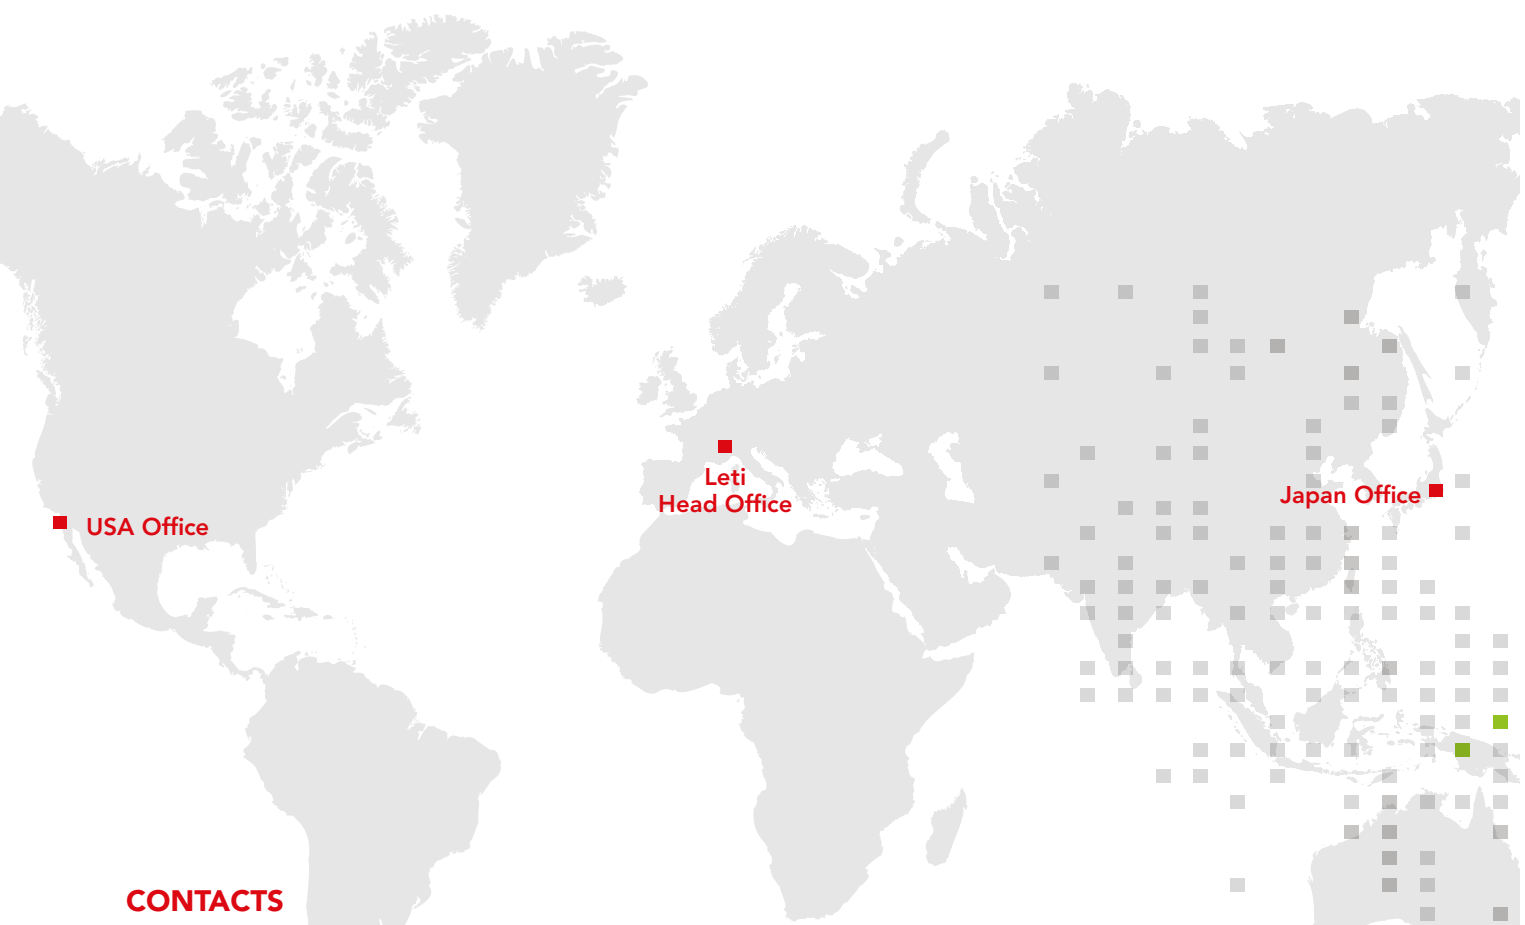 Leti
Head Office
Japan Office
USA Office
CONTACTS